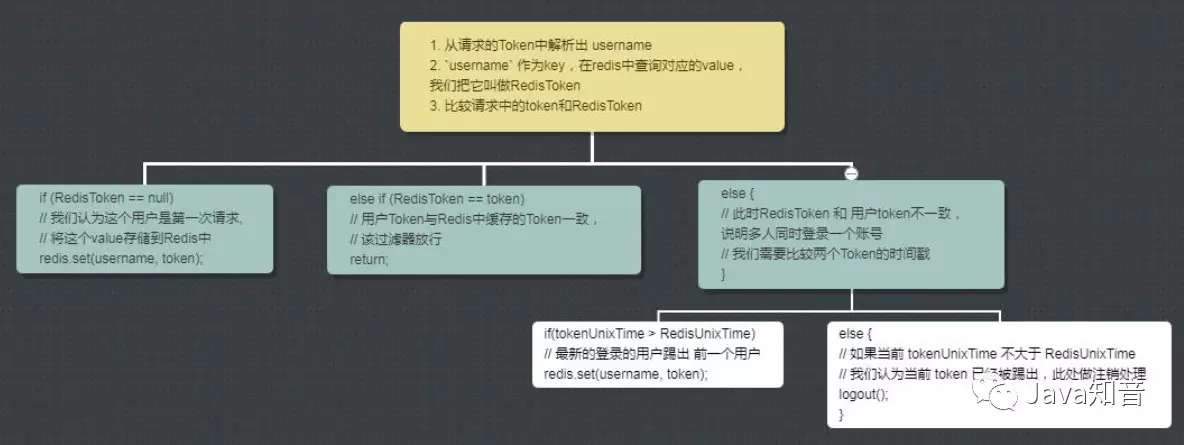 1. 从请求的Token中解析出 username
2. `username` 作为key，在redis中查询对应的value，
我们把它叫做RedisToken
3. 比较请求中的token和RedisToken
if (RedisToken == null)
// 我们认为这个用户是第一次请求,
// 将这个value存储到Redis中
redis.set(username, token);
else if (RedisToken == token)
// 用户Token与Redis中缓存的Token一致，
// 该过滤器放行
return;
else {
// 此时RedisToken 和 用户token不一致，
说明多人同时登录一个账号
// 我们需要比较两个Token的时间戳
}
if(tokenUnixTime > RedisUnixTime)
// 最新的登录的用户踢出 前一个用户
redis.set(username, token);
else {
// 如果当前 tokenUnixTime 不大于 RedisUnixTime
// 我们认为当前 token 已经被踢出，此处做注销处理
logout();
}
Java知音